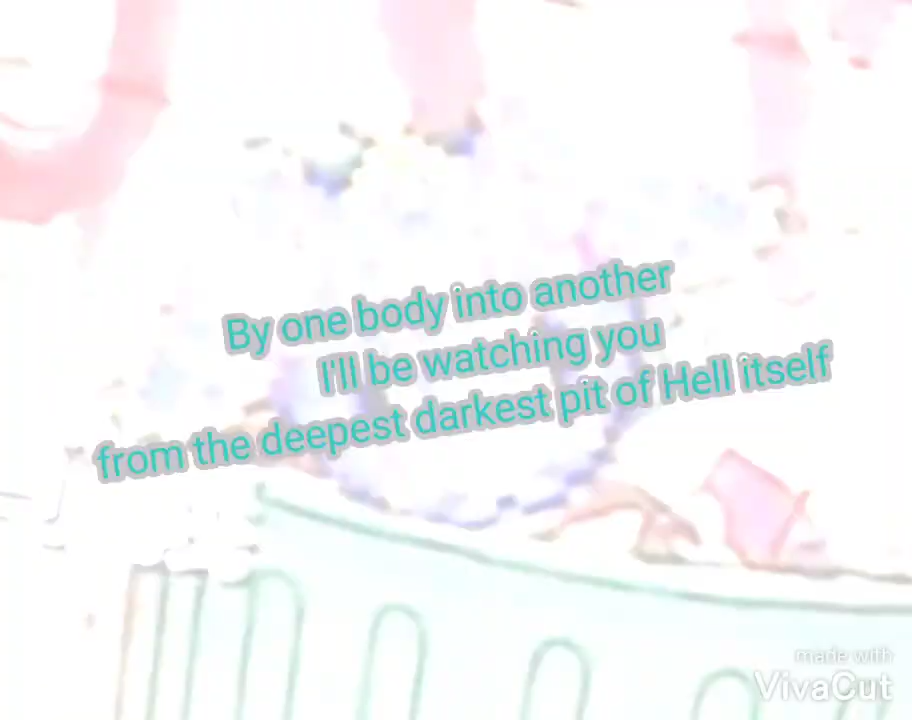 By one body into another
I'll be watching you
from the deepest darkest pit of Hell itself
made with
VivaCut